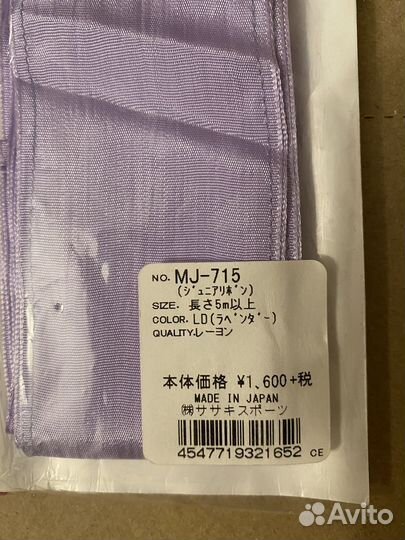 NO. MJ-715
(ジュニアリボン)
SIZE. 長さ5m以上
COLOR. LD(ラベンダー)
QUALITY.レーヨン
本体価格 ¥1,600+税
MADE IN JAPAN
㈱ササキスポーツ
4547719321652 CE
Avito